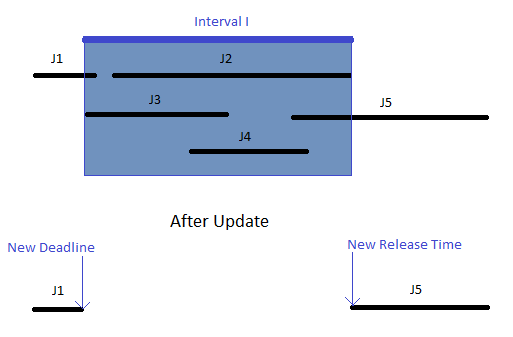 Interval I
J1
J2
J3
J5
J4
After Update
New Deadline
New Release Time
J1
J5